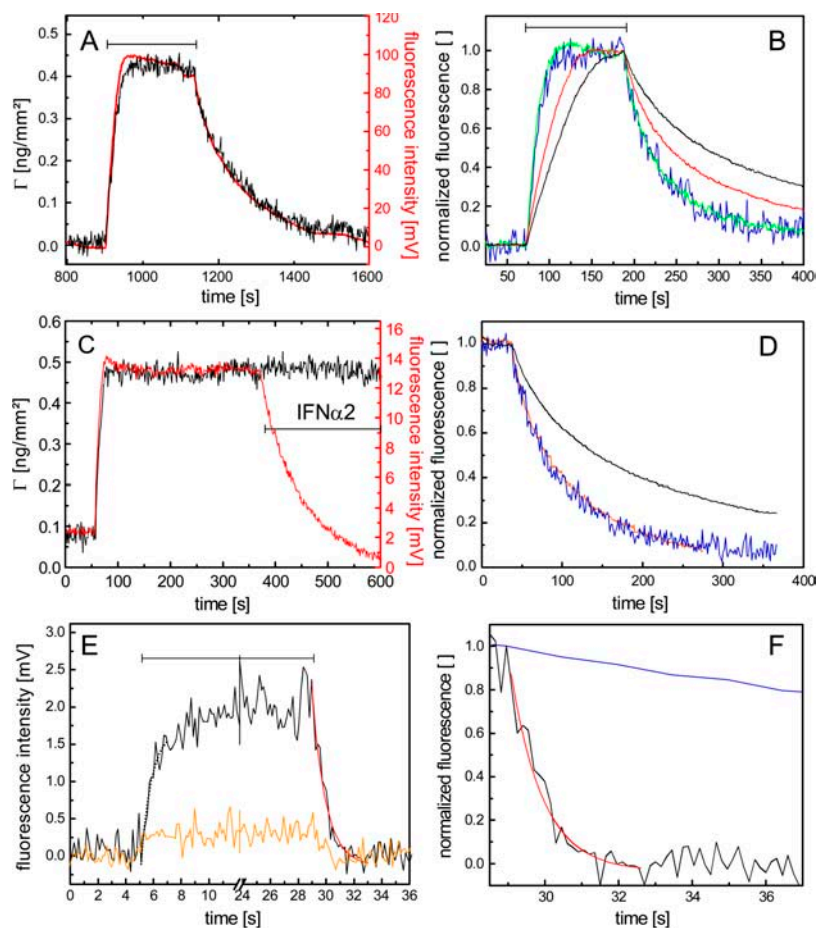 A
Γ [ng/mm²]
0.5
0.4
0.3
0.2
0.1
0.0
800 1000 1200 1400 1600
time [s]
120
100
80
60
40
20
0
fluorescence intensity [mV]
B
normalized fluorescence [ ]
1.0
0.8
0.6
0.4
0.2
0.0
50 100 150 200 250 300 350 400
time [s]
C
Γ [ng/mm²]
0.6
0.5
0.4
0.3
0.2
0.1
0.0
0 100 200 300 400 500 600
time [s]
IFNα2
16
14
12
10
8
6
4
2
0
fluorescence intensity [mV]
D
normalized fluorescence [ ]
1.0
0.8
0.6
0.4
0.2
0.0
0 100 200 300 400
time [s]
E
fluorescence intensity [mV]
3.0
2.5
2.0
1.5
1.0
0.5
0.0
0 2 4 6 8 10 24 26 28 30 32 34 36
time [s]
F
normalized fluorescence [ ]
1.0
0.8
0.6
0.4
0.2
0.0
30 32 34 36
time [s]